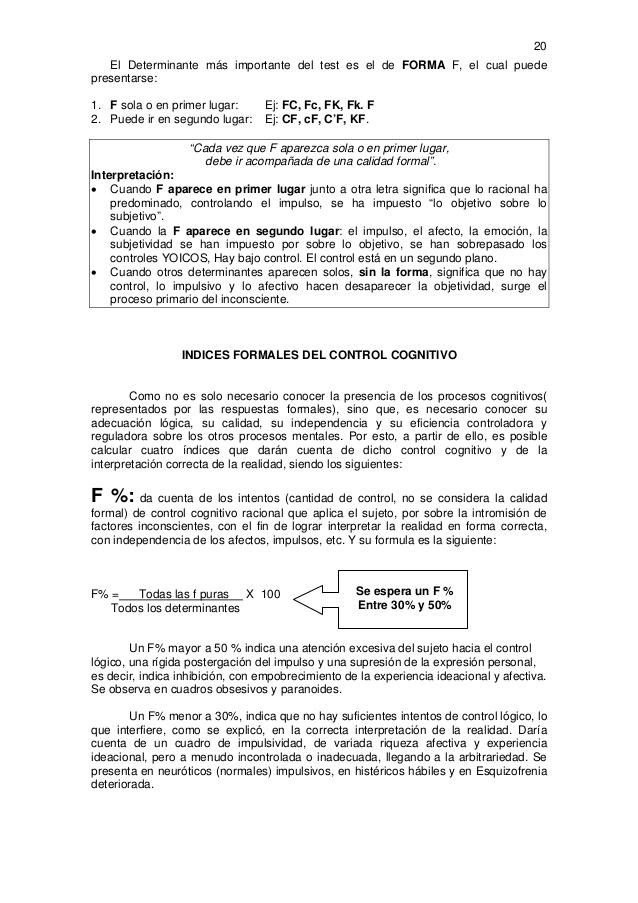 20
El Determinante más importante del test es el de FORMA F, el cual puede
presentarse:
1. F sola o en primer lugar: Ej: FC, Fc, FK, Fk. F
2. Puede ir en segundo lugar: Ej: CF, cF, C’F, KF.
“Cada vez que F aparezca sola o en primer lugar,
debe ir acompañada de una calidad formal”.
Interpretación:
• Cuando F aparece en primer lugar junto a otra letra significa que lo racional ha
predominado, controlando el impulso, se ha impuesto “lo objetivo sobre lo
subjetivo”.
• Cuando la F aparece en segundo lugar: el impulso, el afecto, la emoción, la
subjetividad se han impuesto por sobre lo objetivo, se han sobrepasado los
controles YOICOS, Hay bajo control. El control está en un segundo plano.
• Cuando otros determinantes aparecen solos, sin la forma, significa que no hay
control, lo impulsivo y lo afectivo hacen desaparecer la objetividad, surge el
proceso primario del inconsciente.
INDICES FORMALES DEL CONTROL COGNITIVO
Como no es solo necesario conocer la presencia de los procesos cognitivos(
representados por las respuestas formales), sino que, es necesario conocer su
adecuación lógica, su calidad, su independencia y su eficiencia controladora y
reguladora sobre los otros procesos mentales. Por esto, a partir de ello, es posible
calcular cuatro índices que darán cuenta de dicho control cognitivo y de la
interpretación correcta de la realidad, siendo los siguientes:
F %: da cuenta de los intentos (cantidad de control, no se considera la calidad
formal) de control cognitivo racional que aplica el sujeto, por sobre la intromisión de
factores inconscientes, con el fin de lograr interpretar la realidad en forma correcta,
con independencia de los afectos, impulsos, etc. Y su formula es la siguiente:
F% = Todas las f puras X 100
Todos los determinantes
Se espera un F %
Entre 30% y 50%
Un F% mayor a 50 % indica una atención excesiva del sujeto hacia el control
lógico, una rígida postergación del impulso y una supresión de la expresión personal,
es decir, indica inhibición, con empobrecimiento de la experiencia ideacional y afectiva.
Se observa en cuadros obsesivos y paranoides.
Un F% menor a 30%, indica que no hay suficientes intentos de control lógico, lo
que interfiere, como se explicó, en la correcta interpretación de la realidad. Daría
cuenta de un cuadro de impulsividad, de variada riqueza afectiva y experiencia
ideacional, pero a menudo incontrolada o inadecuada, llegando a la arbitrariedad. Se
presenta en neuróticos (normales) impulsivos, en histéricos hábiles y en Esquizofrenia
deteriorada.